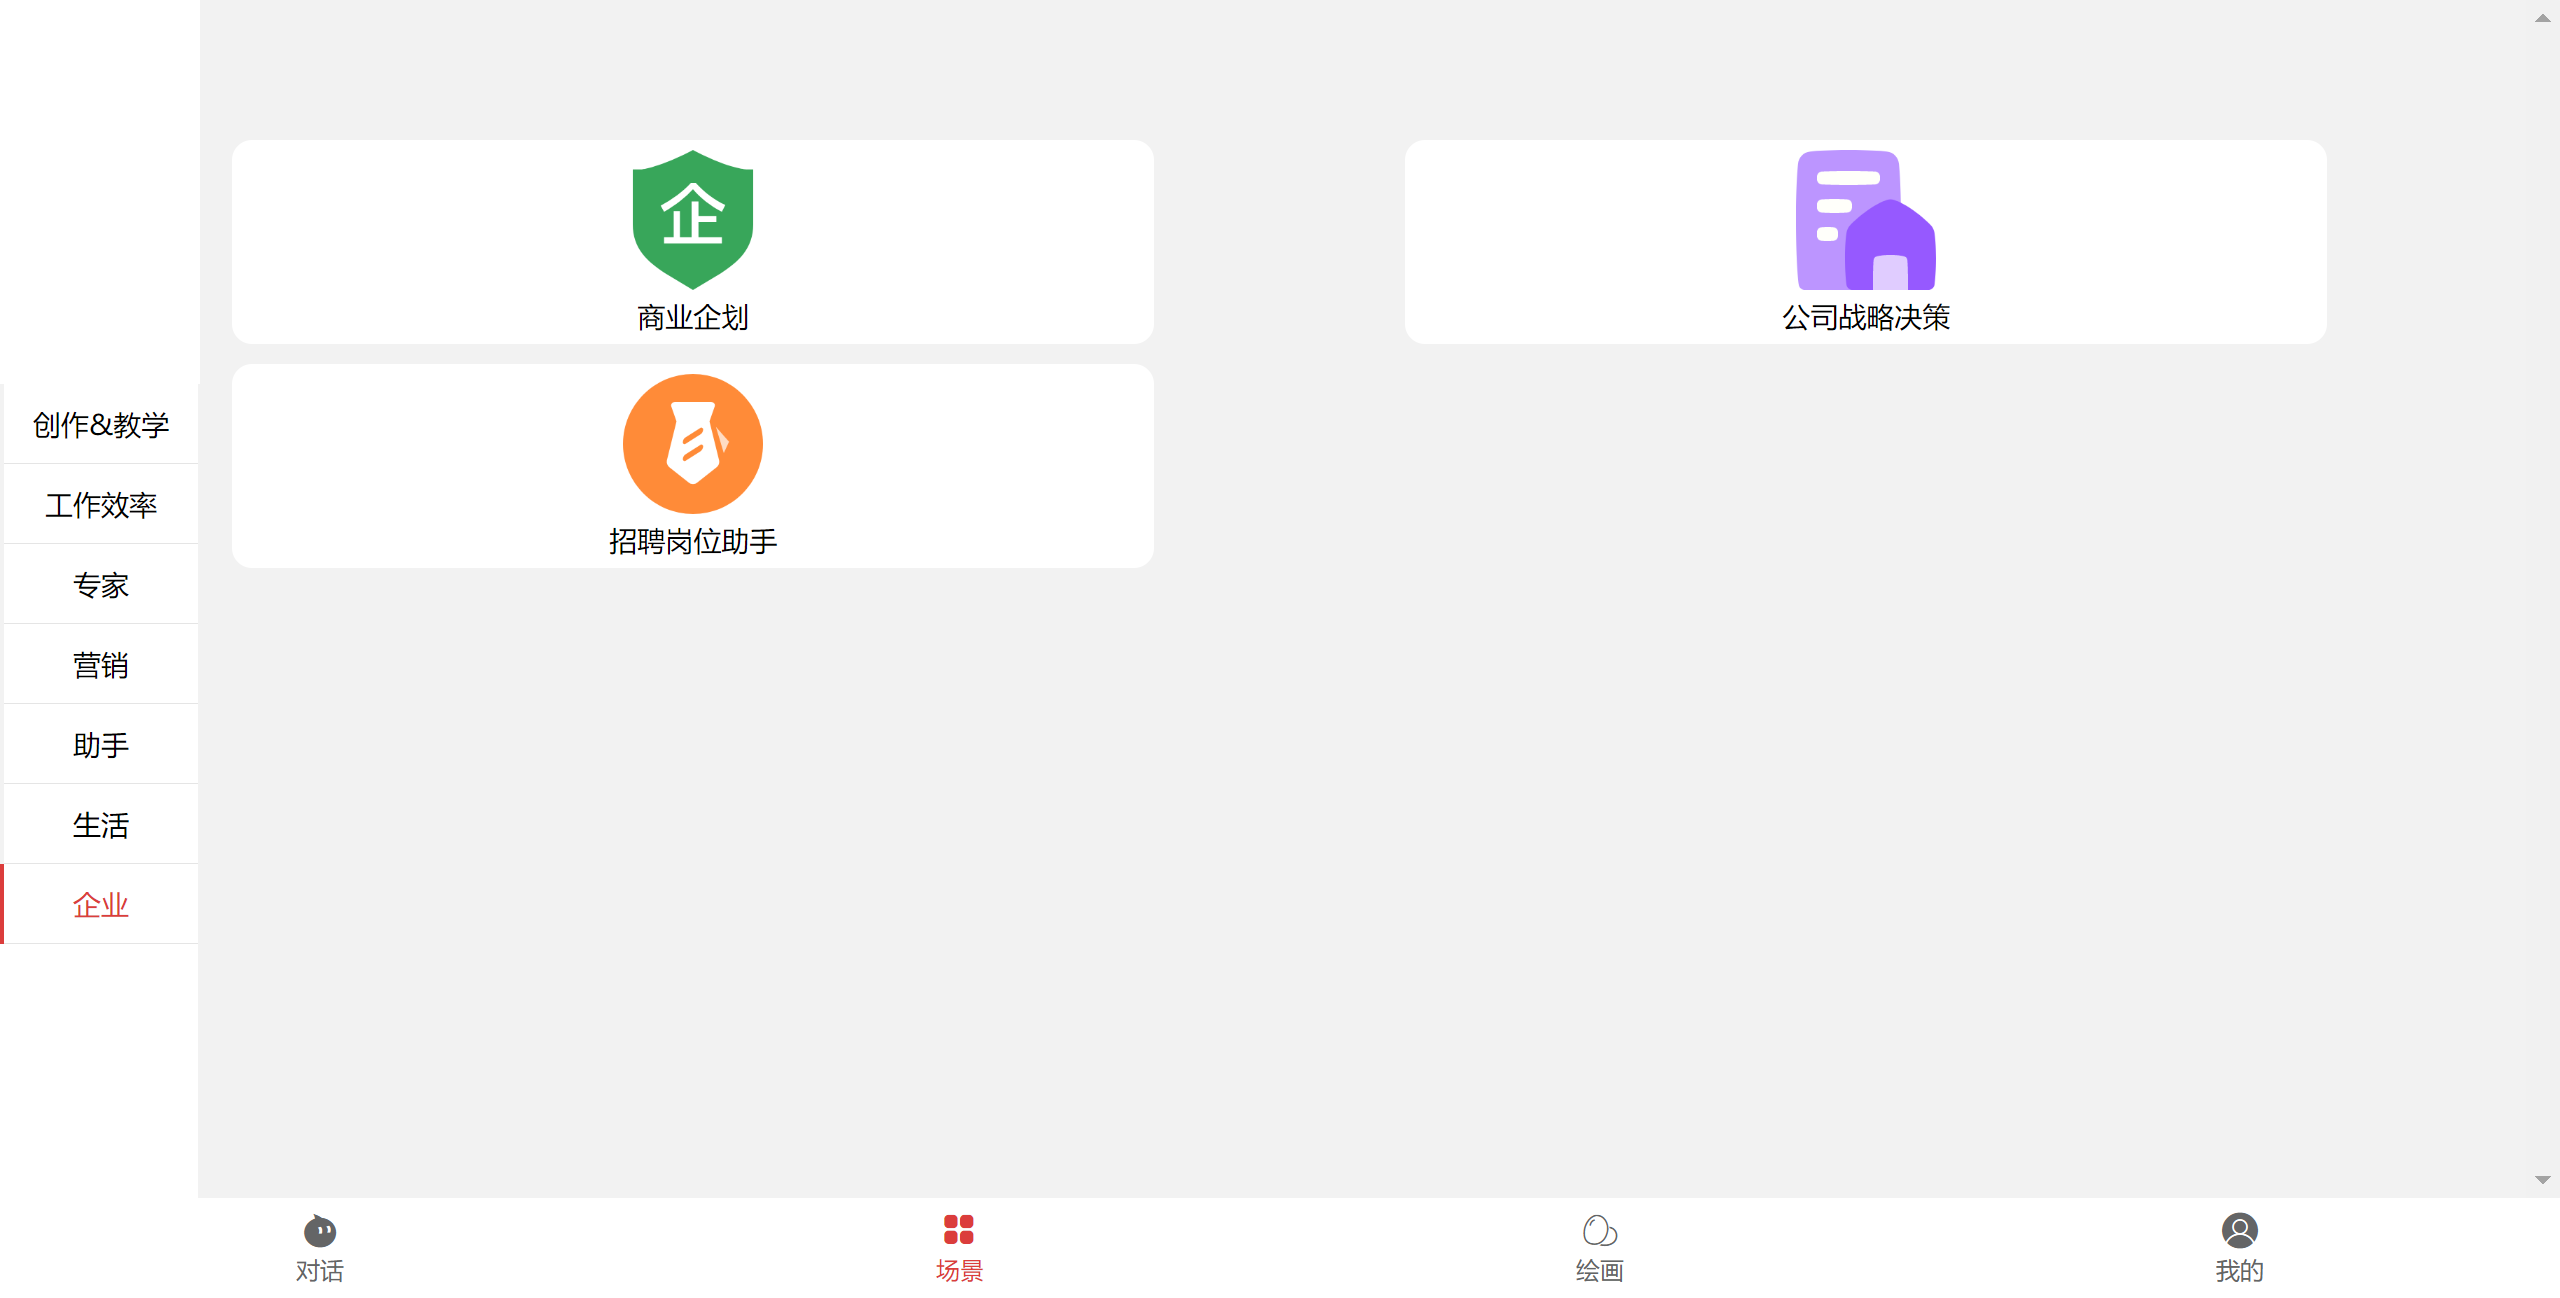 创作&教学
工作效率
专家
营销
助手
生活
企业
企
商业企划
公司战略决策
招聘岗位助手
对话
场景
绘画
我的